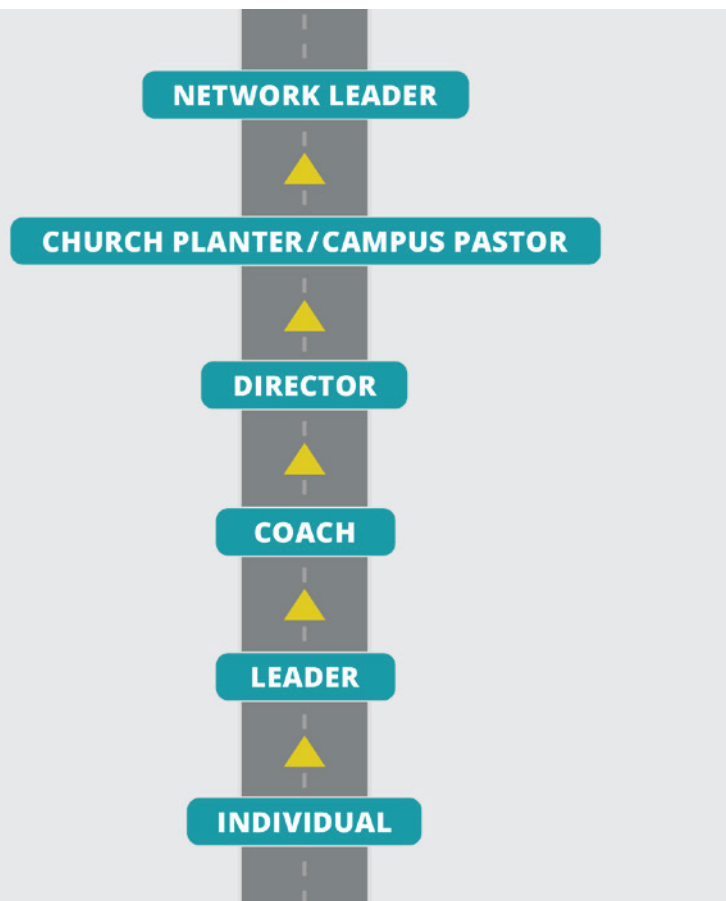 NETWORK LEADER
CHURCH PLANTER/CAMPUS PASTOR
DIRECTOR
COACH
LEADER
INDIVIDUAL